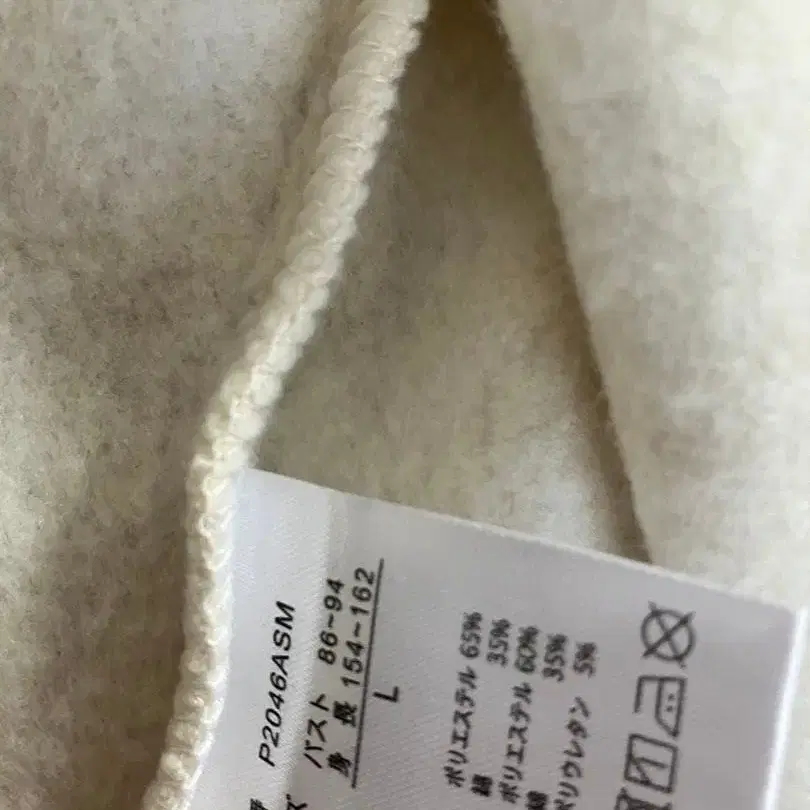 P2046ASM
バスト 86~94
身長 154~162
L
ポリエステル 65%
綿 35%
ポリエステル 60%
綿 35%
ポリウレタン 5%